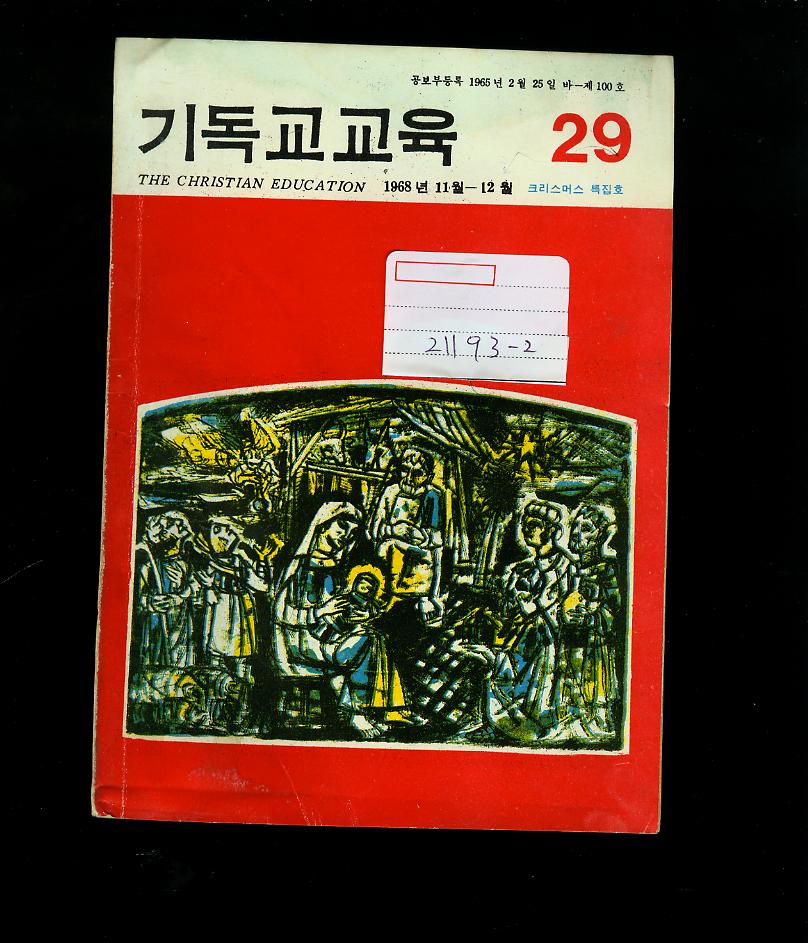 공보부등록 1965년 2월 25일 바—제100호
기독교교육 29
THE CHRISTIAN EDUCATION 1968년 11월—12월 크리스머스 특집호
21193-2